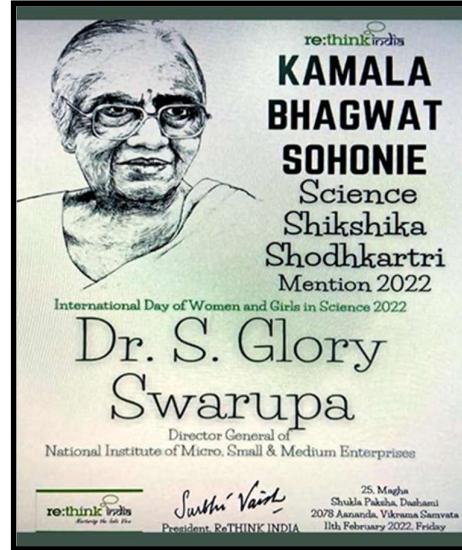 re:think india
KAMALA
BHAGWAT
SOHONIE
Science
Shikshika
Shodhkartri
Mention 2022
International Day of Women and Girls in Science 2022
Dr. S. Glory
Swarupa
Director General of
National Institute of Micro, Small & Medium Enterprises
re:think india
Surbhi Vaish
President, ReTHINK INDIA
25, Magha
Shukla Paksha, Dashami
2078 Aananda, Vikrama Samvata
11th February 2022, Friday